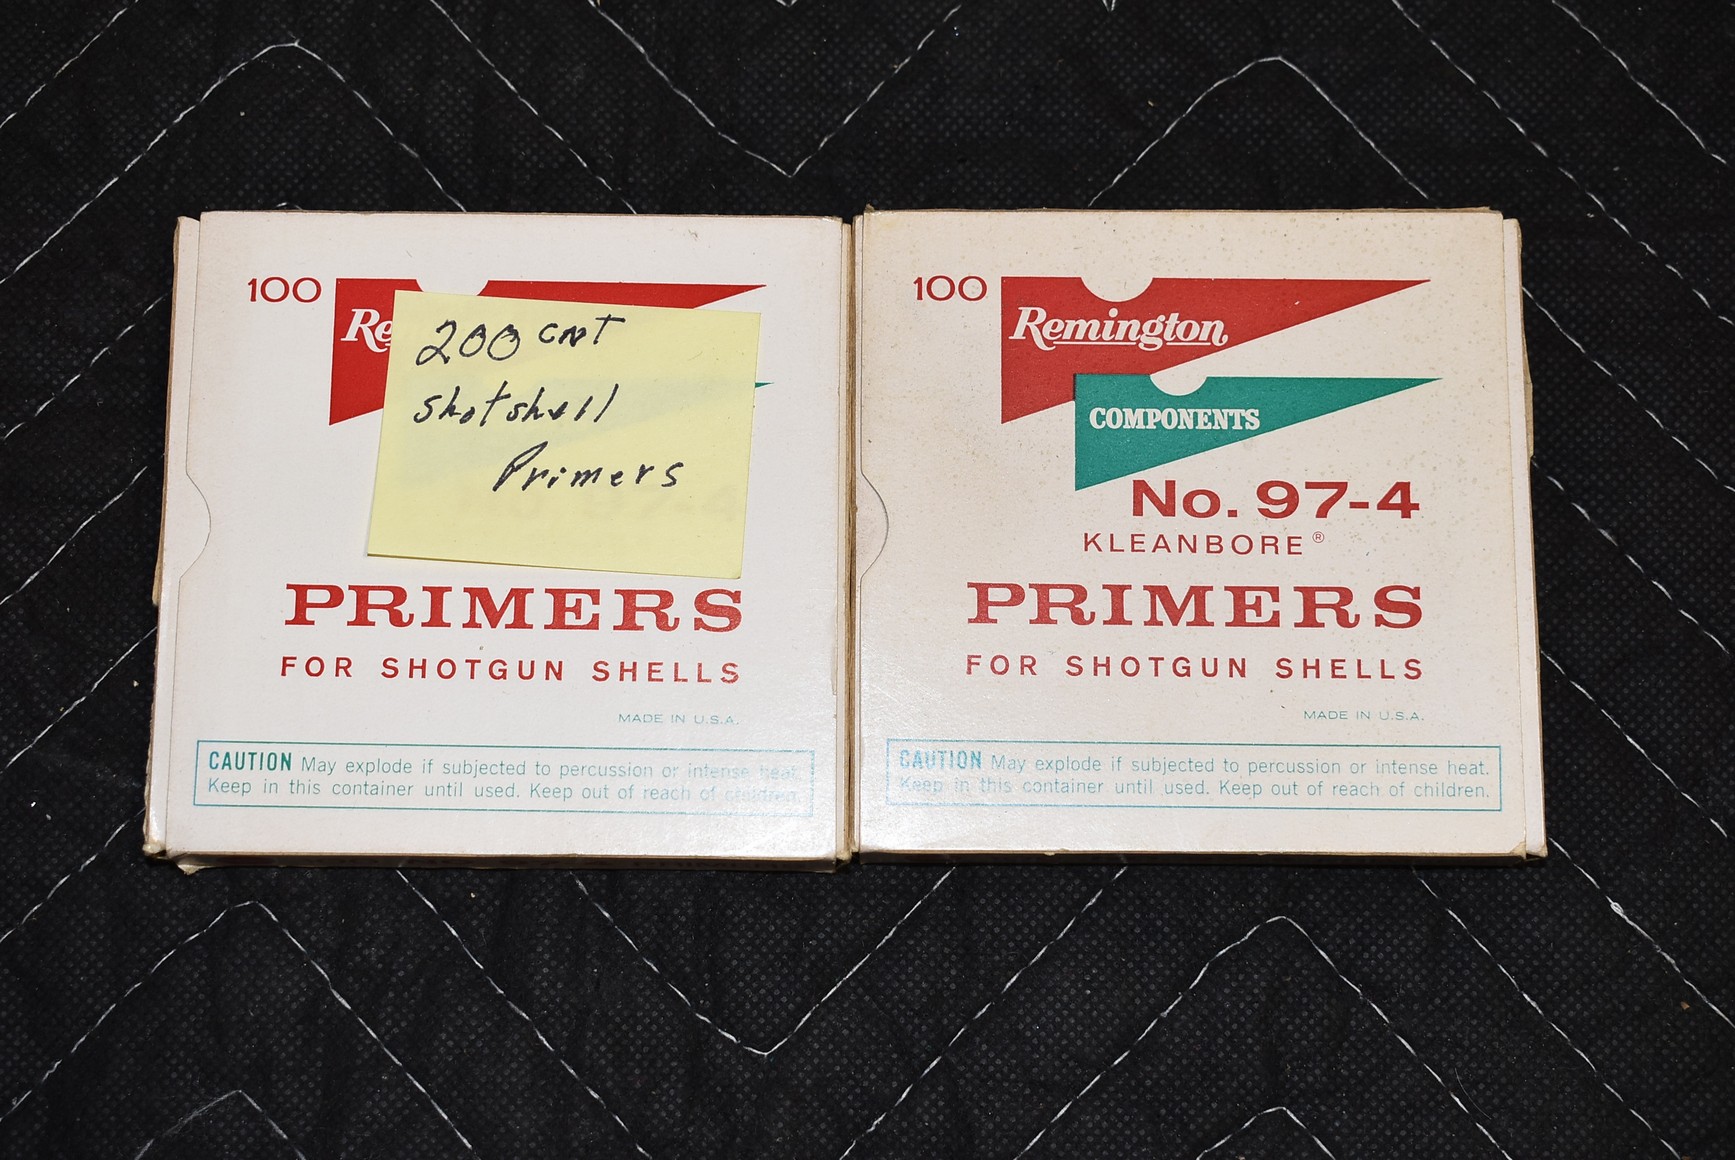 100
Re
200 cnt
shotshell
Primers
PRIMERS
FOR SHOTGUN SHELLS
MADE IN U.S.A.
CAUTION May explode if subjected to percussion or intense heat.
Keep in this container until used. Keep out of reach of children.
100
Remington
COMPONENTS
No. 97-4
KLEANBORE®
PRIMERS
FOR SHOTGUN SHELLS
MADE IN U.S.A.
CAUTION May explode if subjected to percussion or intense heat.
Keep in this container until used. Keep out of reach of children.